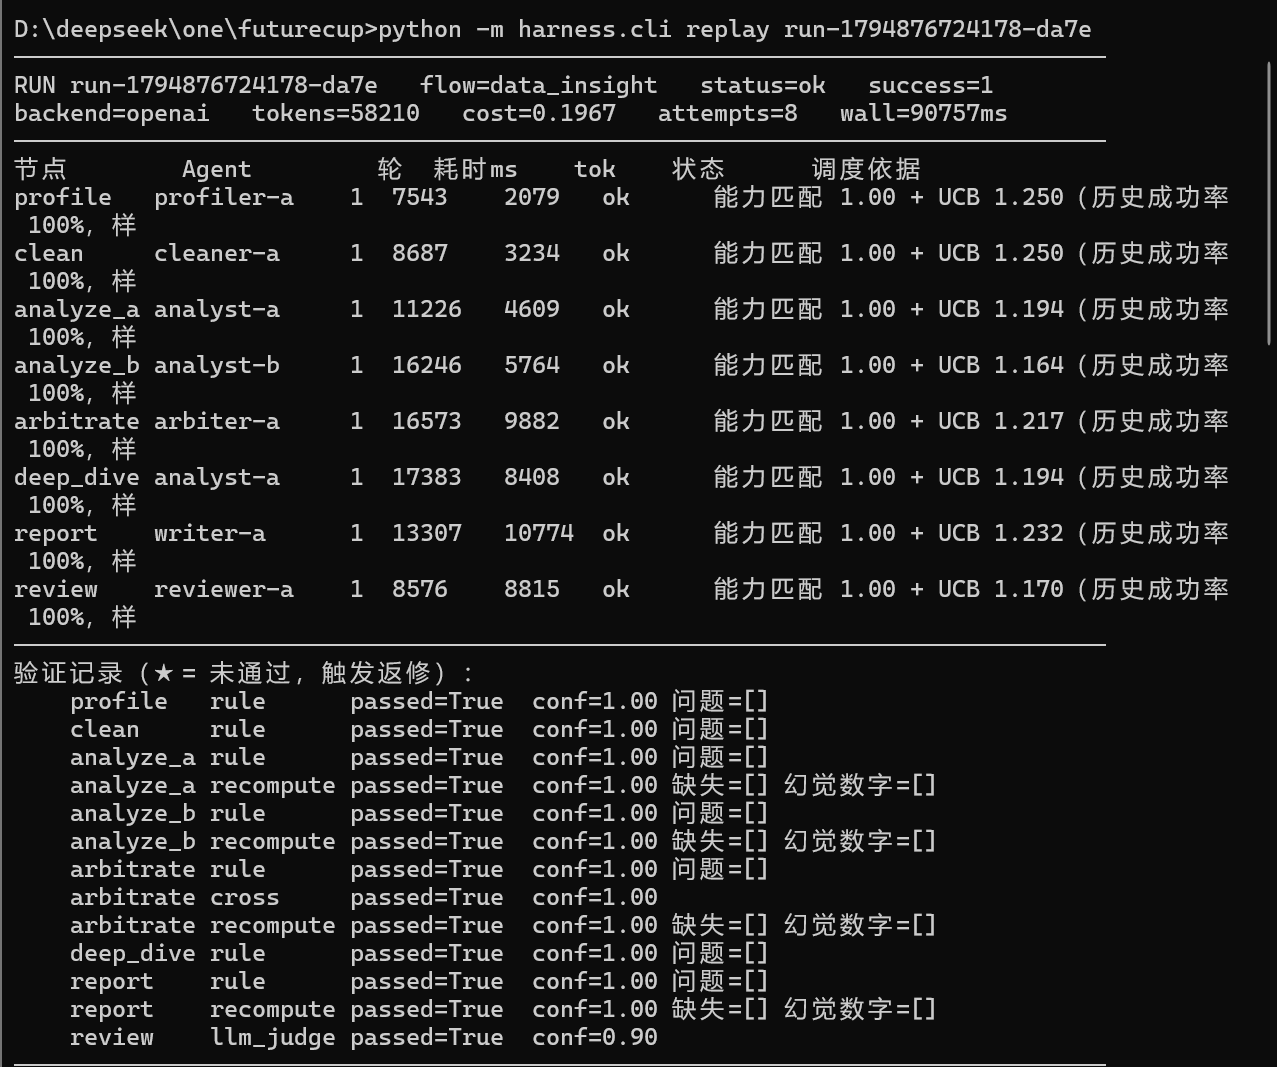 D:\deepseek\one\futurecup>python -m harness.cli replay run-1794876724178-da7e
RUN run-1794876724178-da7e   flow=data_insight   status=ok   success=1
backend=openai   tokens=58210   cost=0.1967   attempts=8   wall=90757ms
节点        Agent         轮  耗时ms    tok    状态      调度依据
profile   profiler-a    1  7543    2079   ok      能力匹配 1.00 + UCB 1.250（历史成功率
 100%, 样
clean     cleaner-a     1  8687    3234   ok      能力匹配 1.00 + UCB 1.250（历史成功率
 100%, 样
analyze_a analyst-a     1  11226   4609   ok      能力匹配 1.00 + UCB 1.194（历史成功率
 100%, 样
analyze_b analyst-b     1  16246   5764   ok      能力匹配 1.00 + UCB 1.164（历史成功率
 100%, 样
arbitrate arbiter-a     1  16573   9882   ok      能力匹配 1.00 + UCB 1.217（历史成功率
 100%, 样
deep_dive analyst-a     1  17383   8408   ok      能力匹配 1.00 + UCB 1.194（历史成功率
 100%, 样
report    writer-a      1  13307   10774  ok      能力匹配 1.00 + UCB 1.232（历史成功率
 100%, 样
review    reviewer-a    1  8576    8815   ok      能力匹配 1.00 + UCB 1.170（历史成功率
 100%, 样
验证记录（★ = 未通过，触发返修）：
    profile   rule      passed=True  conf=1.00 问题=[]
    clean     rule      passed=True  conf=1.00 问题=[]
    analyze_a rule      passed=True  conf=1.00 问题=[]
    analyze_a recompute passed=True  conf=1.00 缺失=[] 幻觉数字=[]
    analyze_b rule      passed=True  conf=1.00 问题=[]
    analyze_b recompute passed=True  conf=1.00 缺失=[] 幻觉数字=[]
    arbitrate rule      passed=True  conf=1.00 问题=[]
    arbitrate cross     passed=True  conf=1.00
    arbitrate recompute passed=True  conf=1.00 缺失=[] 幻觉数字=[]
    deep_dive rule      passed=True  conf=1.00 问题=[]
    report    rule      passed=True  conf=1.00 问题=[]
    report    recompute passed=True  conf=1.00 缺失=[] 幻觉数字=[]
    review    llm_judge passed=True  conf=0.90